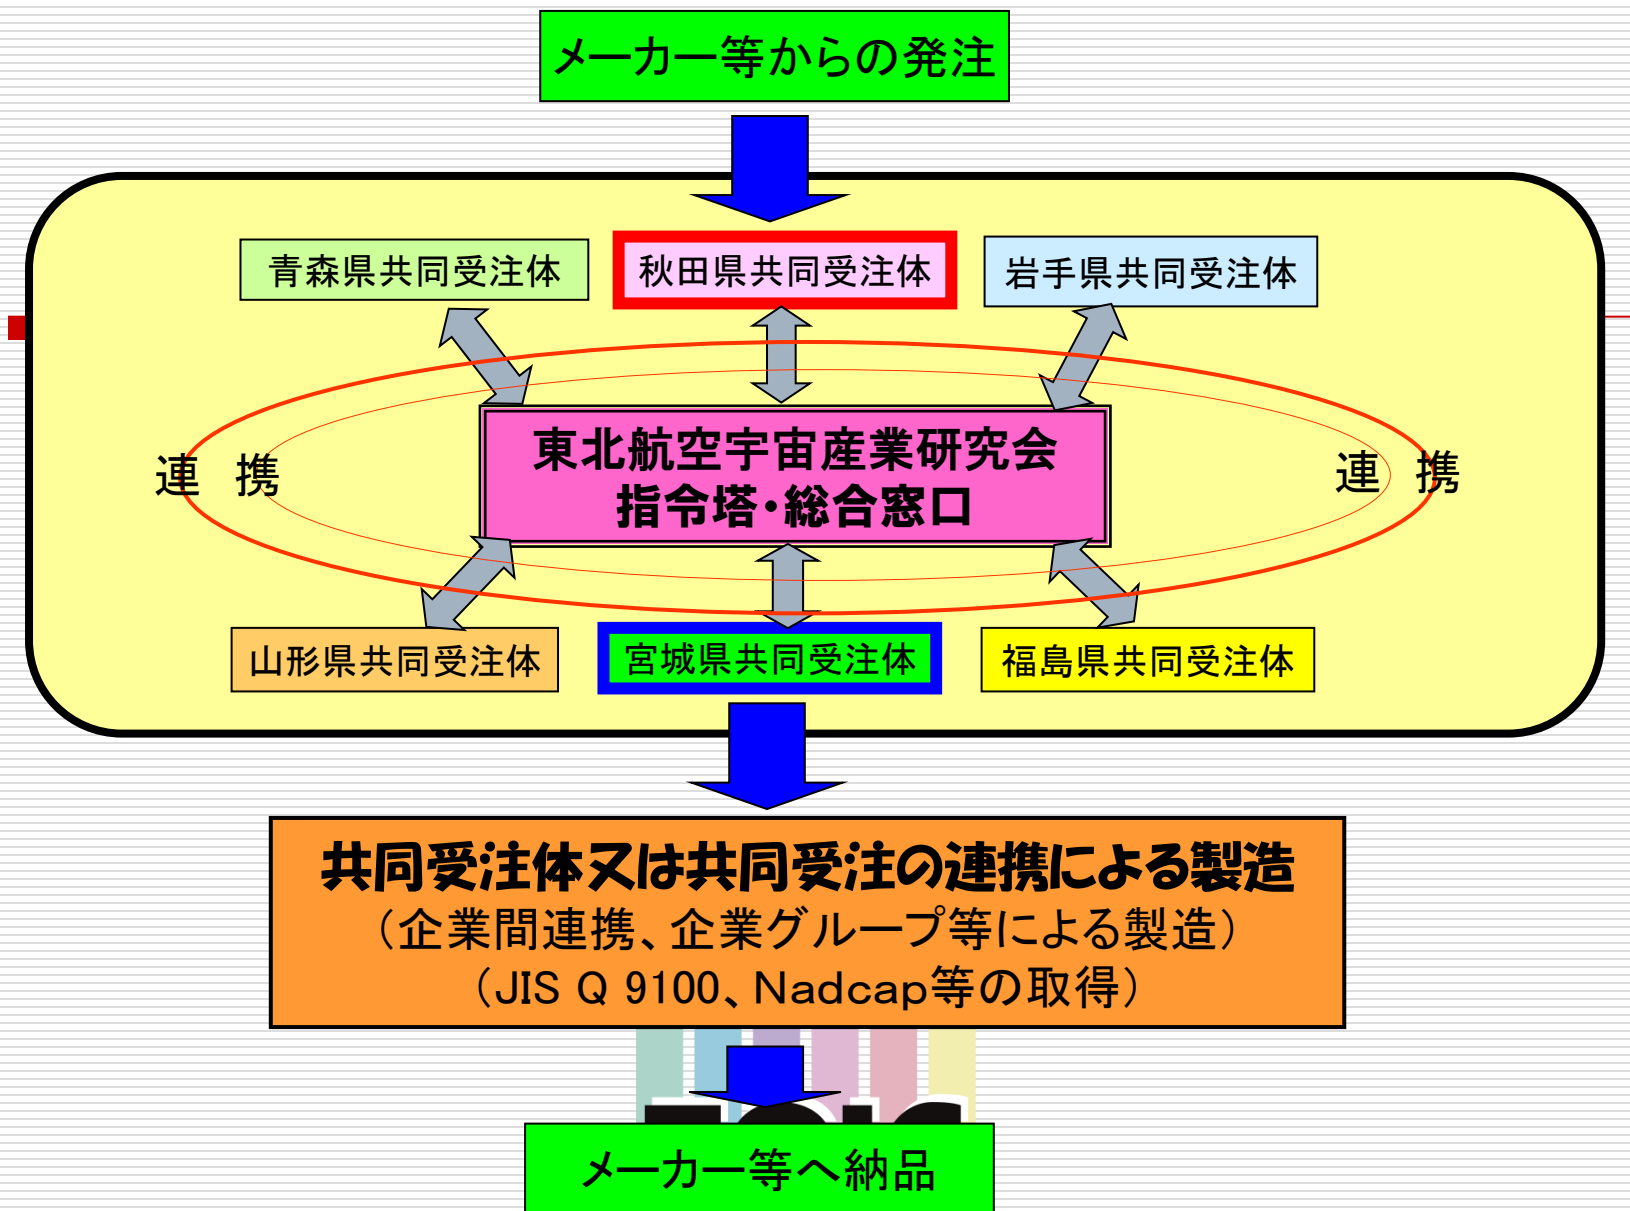 メーカー等からの発注
青森県共同受注体
秋田県共同受注体
岩手県共同受注体
連 携
東北航空宇宙産業研究会
指令塔・総合窓口
連 携
山形県共同受注体
宮城県共同受注体
福島県共同受注体
共同受注体又は共同受注の連携による製造
（企業間連携、企業グループ等による製造）
（JIS Q 9100、Nadcap等の取得）
メーカー等へ納品